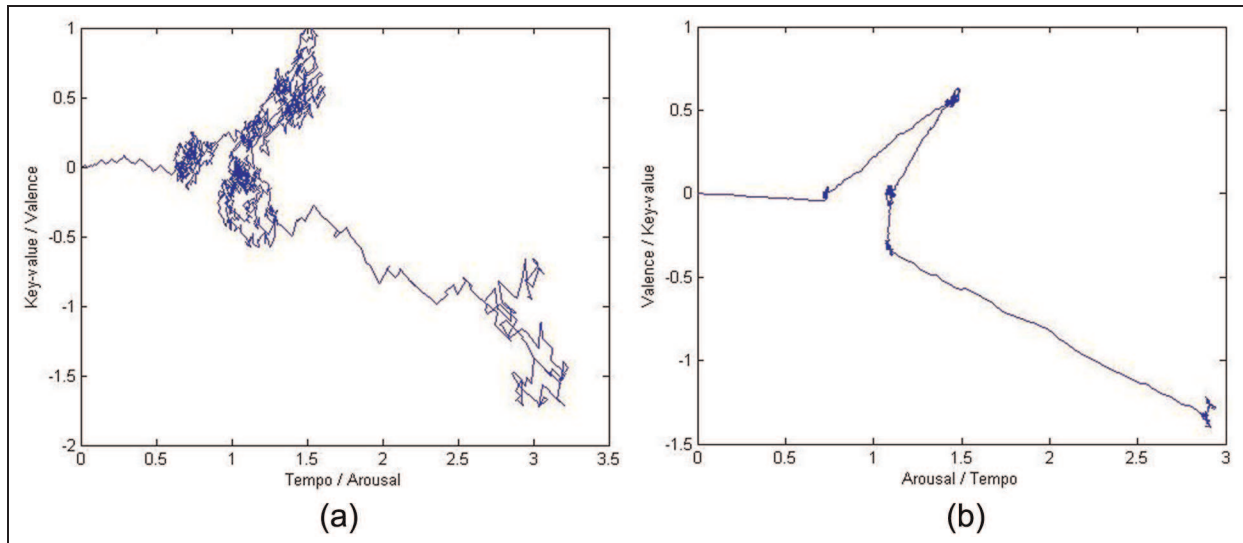 1
0.5
0
-0.5
-1
-1.5
-2
Key-value / Valence
0 0.5 1 1.5 2 2.5 3 3.5
Tempo / Arousal
(a)
1
0.5
0
-0.5
-1
-1.5
Valence / Key-value
0 0.5 1 1.5 2 2.5 3
Arousal / Tempo
(b)